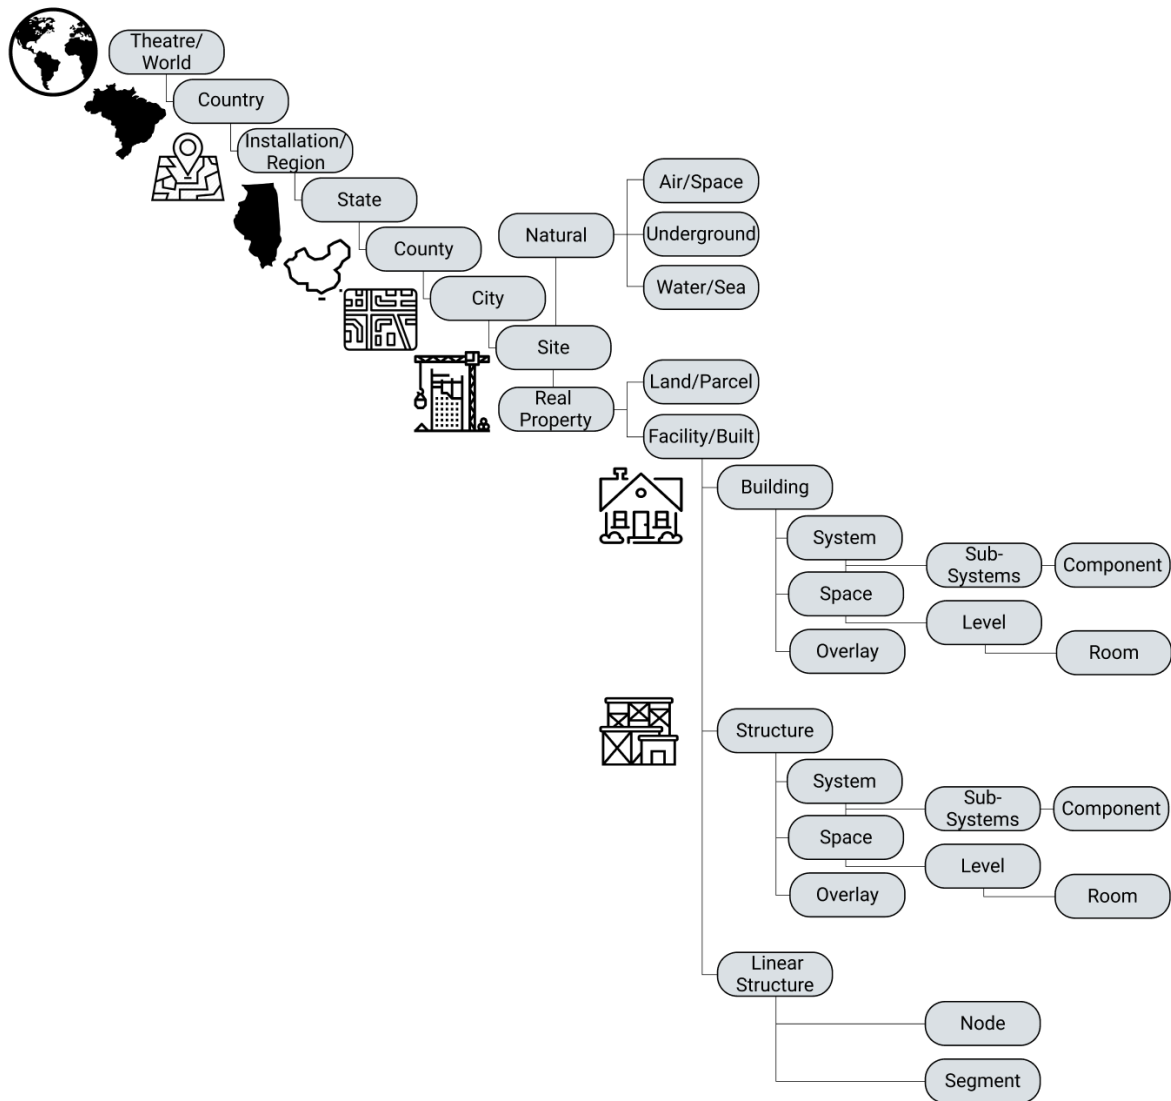 Theatre/
World
Country
Installation/
Region
State
County
City
Site
Natural
Air/Space
Underground
Water/Sea
Real
Property
Land/Parcel
Facility/Built
Building
System
Sub-
Systems
Component
Space
Level
Room
Overlay
Structure
System
Sub-
Systems
Component
Space
Level
Room
Overlay
Linear
Structure
Node
Segment